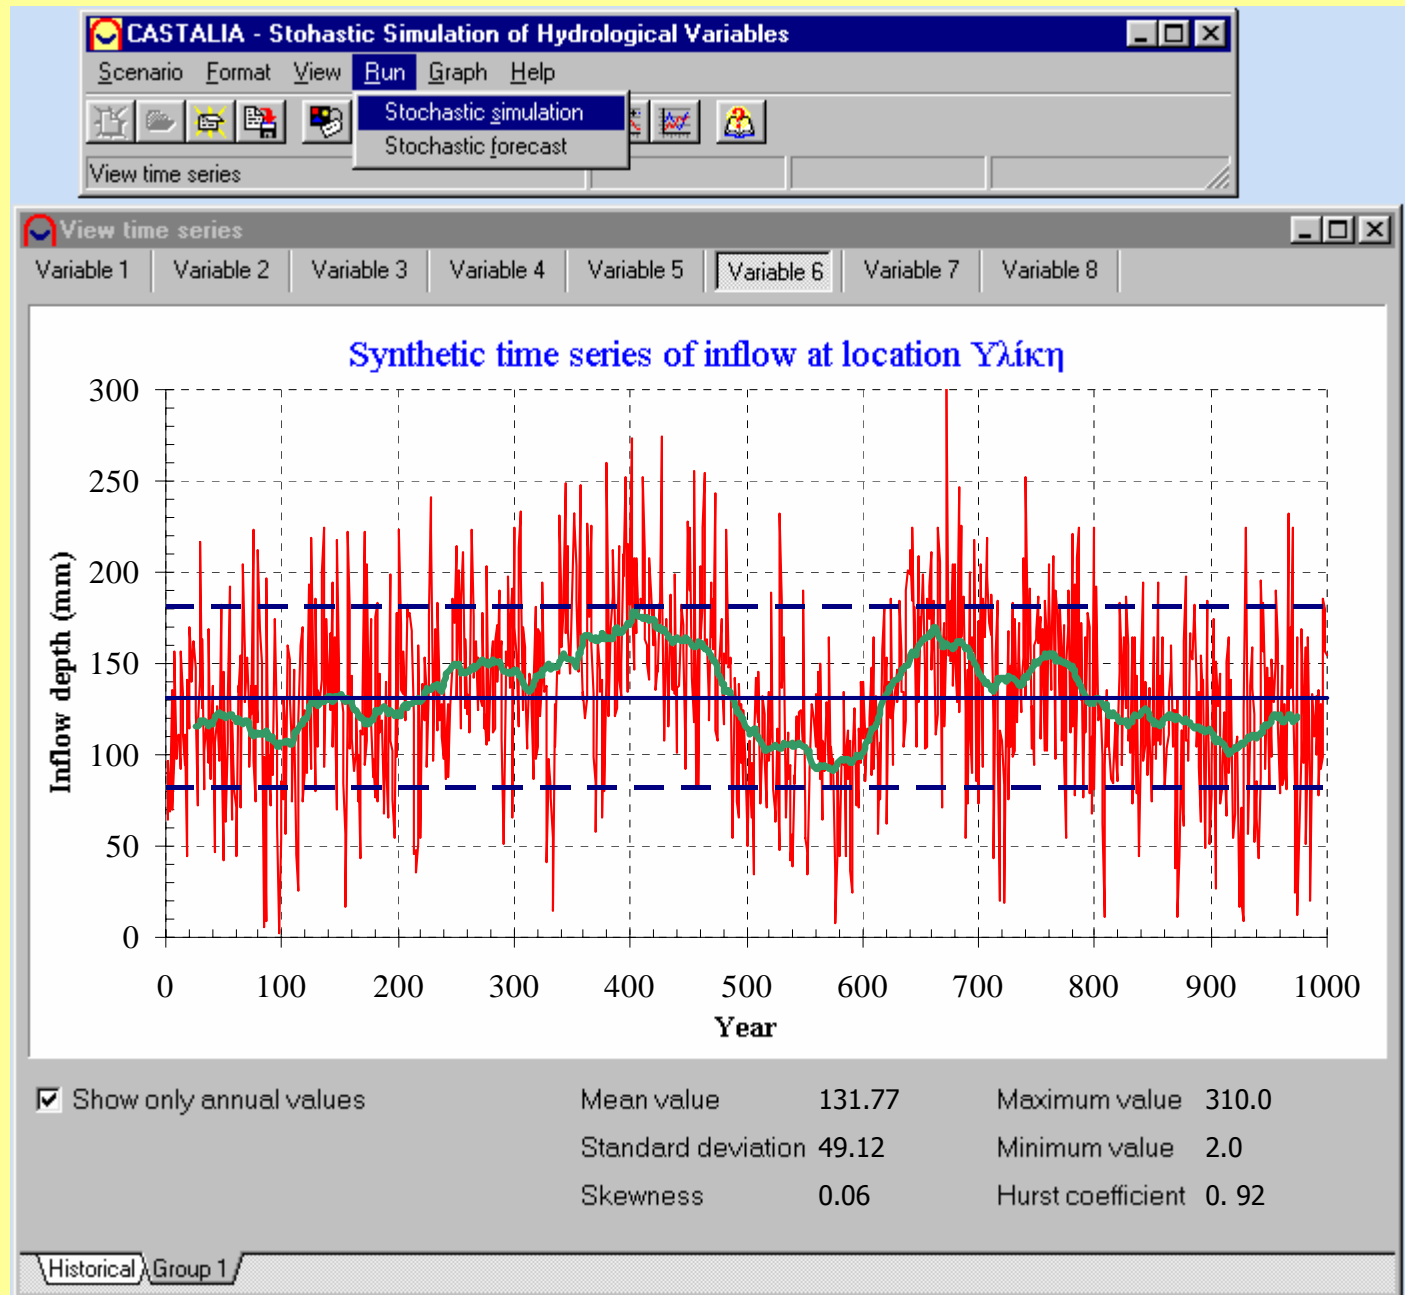 CASTALIA - Stohastic Simulation of Hydrological Variables
Scenario Format View Run Graph Help
Stochastic simulation
Stochastic forecast
View time series
View time series
Variable 1 Variable 2 Variable 3 Variable 4 Variable 5 Variable 6 Variable 7 Variable 8
Synthetic time series of inflow at location Υλίκη
Inflow depth (mm)
300
250
200
150
100
50
0
0 100 200 300 400 500 600 700 800 900 1000
Year
Show only annual values
Mean value 131.77 Maximum value 310.0
Standard deviation 49.12 Minimum value 2.0
Skewness 0.06 Hurst coefficient 0. 92
Historical Group 1